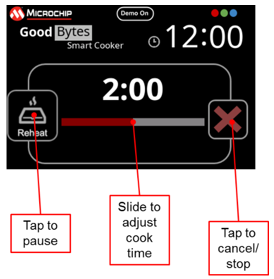 MICROCHIP
Demo On
Good Bytes
Smart Cooker
12:00
2:00
Reheat
Tap to
pause
Slide to
adjust
cook
time
Tap to
cancel/
stop